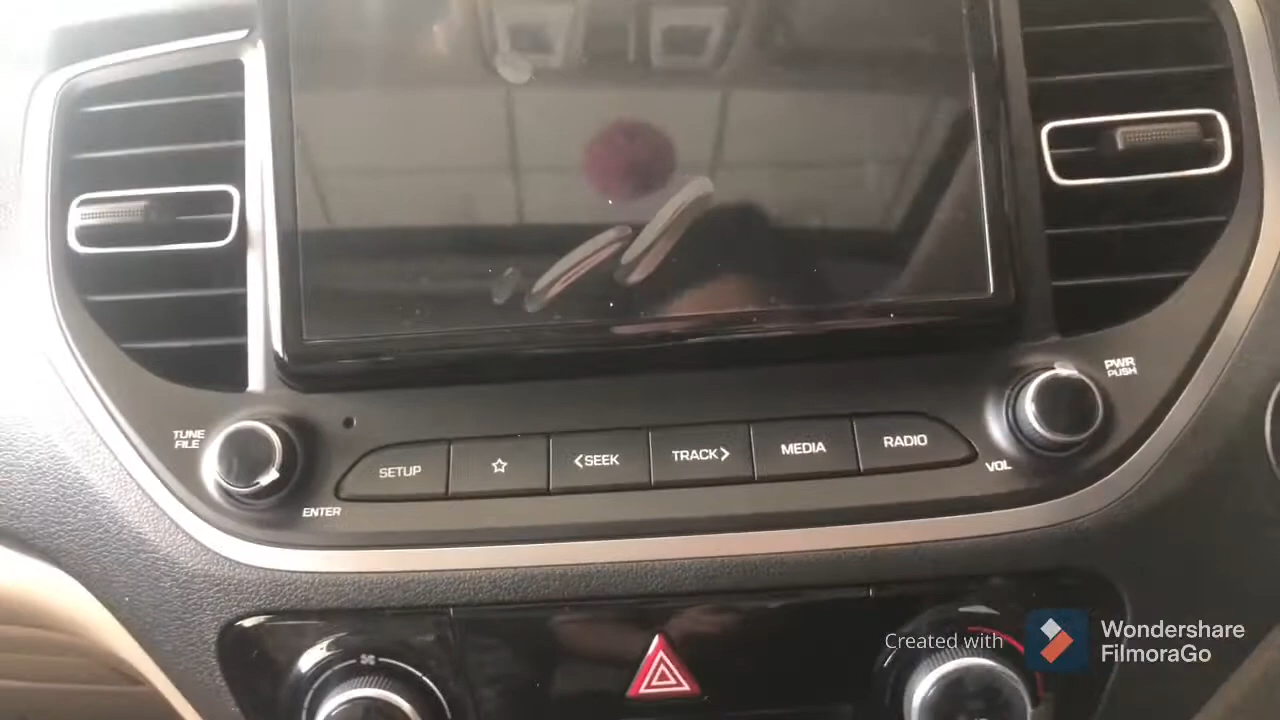 TUNE
FILE
ENTER
SETUP
<SEEK
TRACK>
MEDIA
RADIO
VOL
PWR
PUSH
Created with
Wondershare
FilmoraGo